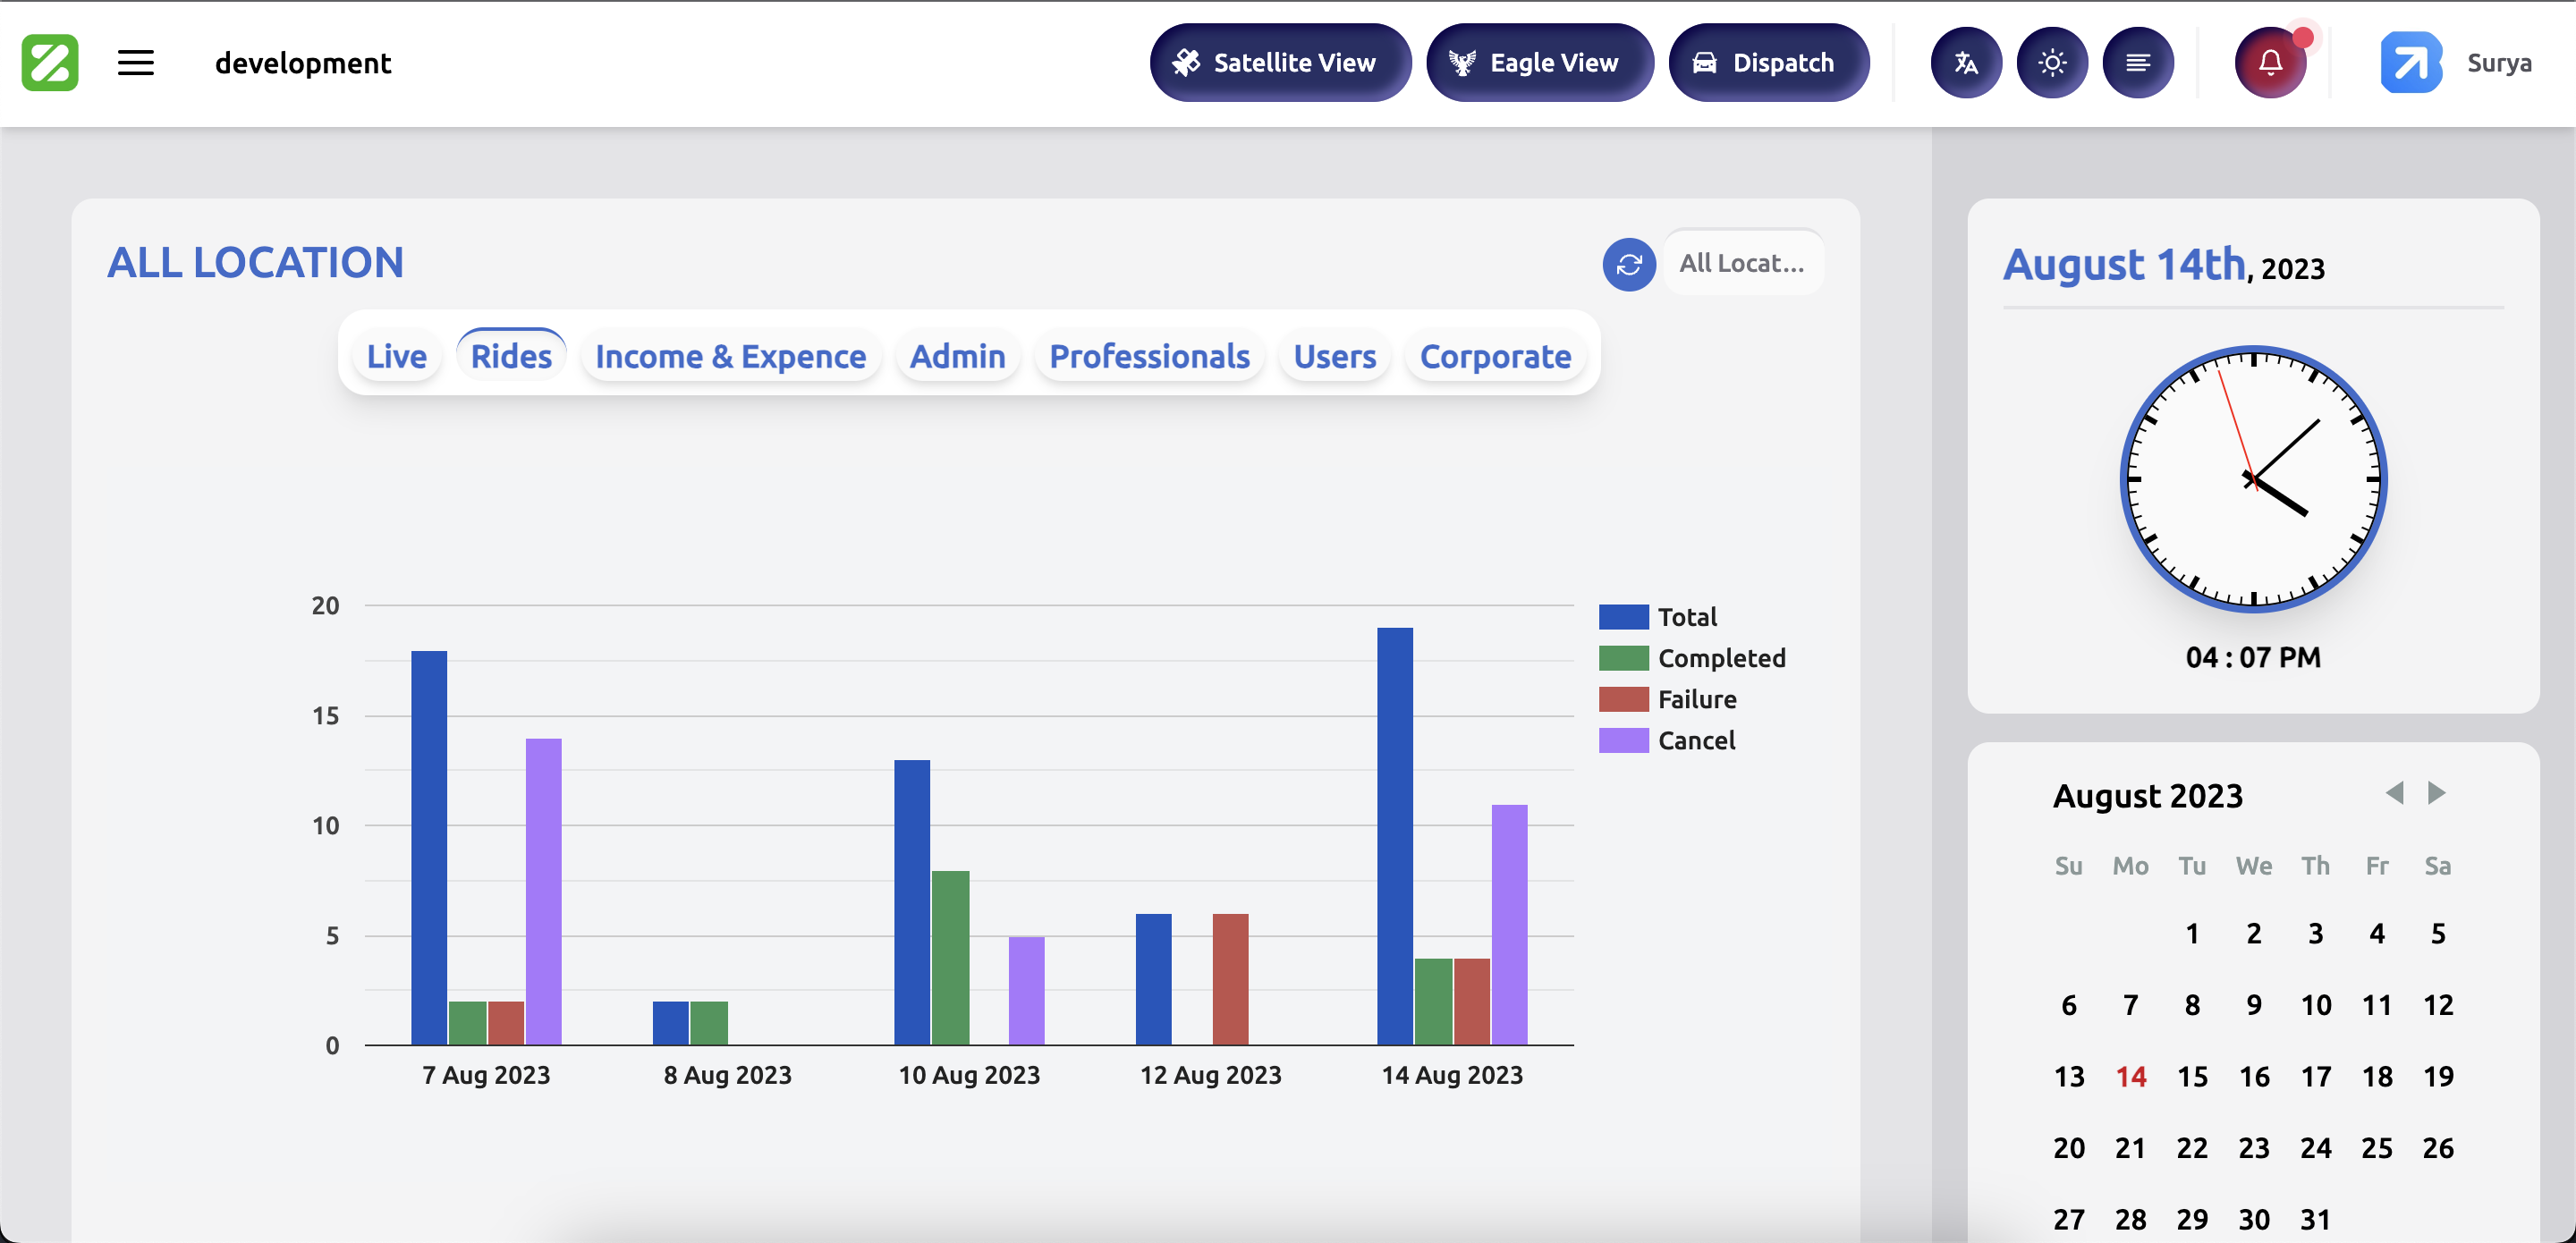 development
Satellite View
Eagle View
Dispatch
Surya
ALL LOCATION
All Locat...
Live
Rides
Income & Expence
Admin
Professionals
Users
Corporate
20
15
10
5
0
7 Aug 2023
8 Aug 2023
10 Aug 2023
12 Aug 2023
14 Aug 2023
Total
Completed
Failure
Cancel
August 14th, 2023
04 : 07 PM
August 2023
Su Mo Tu We Th Fr Sa
1 2 3 4 5
6 7 8 9 10 11 12
13 14 15 16 17 18 19
20 21 22 23 24 25 26
27 28 29 30 31